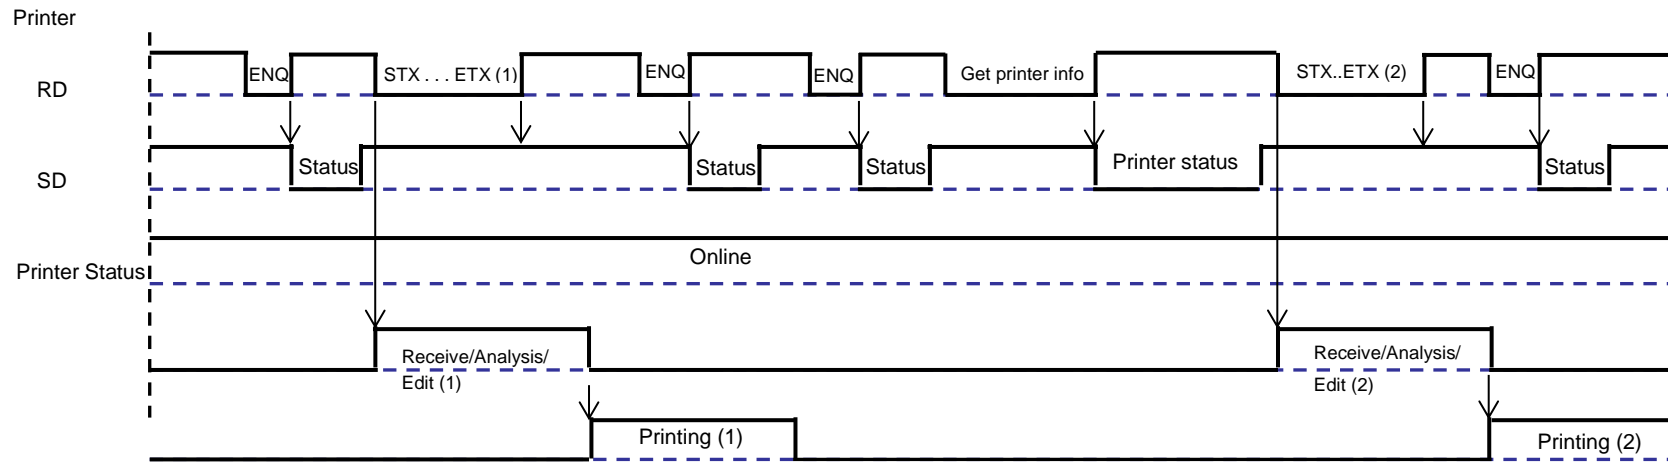 Printer
RD
ENQ
STX . . . ETX (1)
ENQ
ENQ
Get printer info
STX..ETX (2)
ENQ
SD
Status
Status
Status
Printer status
Status
Printer Status
Online
Receive/Analysis/
Edit (1)
Receive/Analysis/
Edit (2)
Printing (1)
Printing (2)